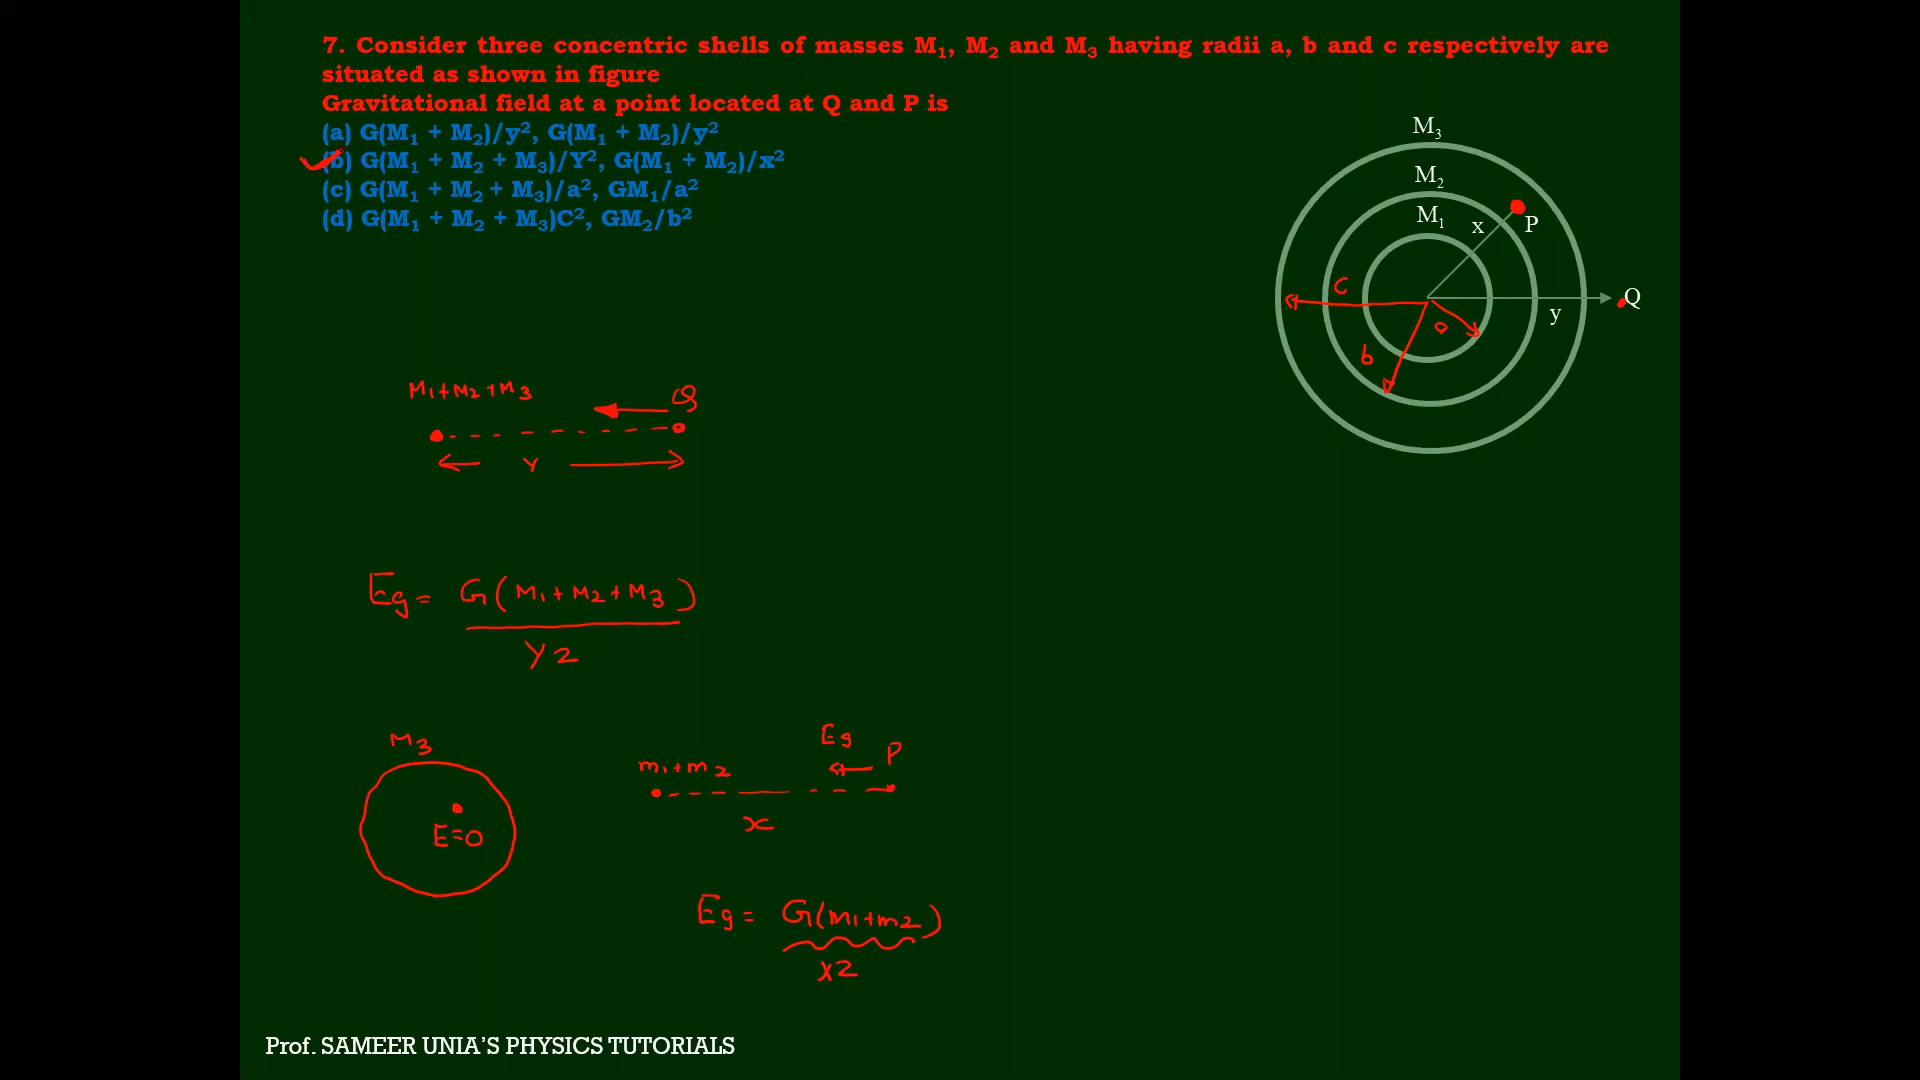 7. Consider three concentric shells of masses M₁, M₂ and M₃ having radii a, b and c respectively are
situated as shown in figure
Gravitational field at a point located at Q and P is
(a) G(M₁ + M₂)/y², G(M₁ + M₂)/y²
(b) G(M₁ + M₂ + M₃)/Y², G(M₁ + M₂)/x²
(c) G(M₁ + M₂ + M₃)/a², GM₁/a²
(d) G(M₁ + M₂ + M₃)C², GM₂/b²
M₃
M₂
M₁
x
P
C
Q
y
a
b
M1+M2+M3
Q
Y
Eg = G(M1+M2+M3)
Y2
M3
E=0
m1+m2
Eg
P
x
Eg = G(m1+m2)
x2
Prof. SAMEER UNIA'S PHYSICS TUTORIALS